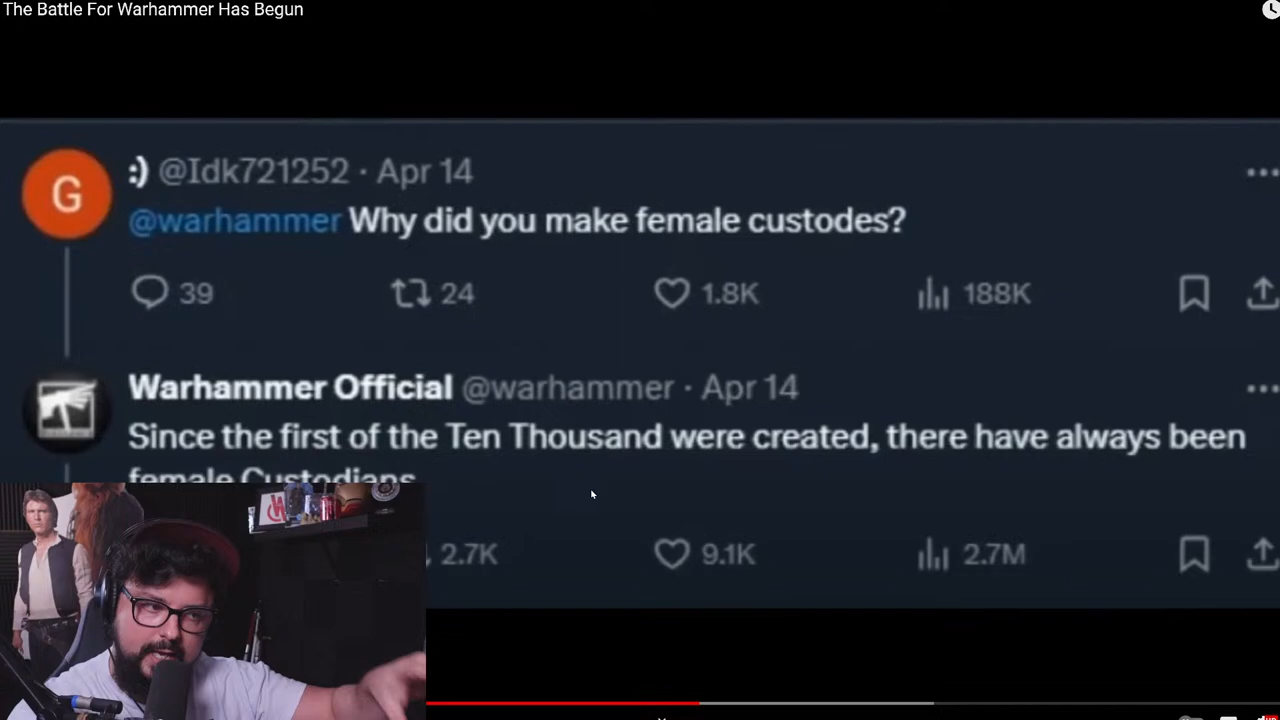 The Battle For Warhammer Has Begun
:) @Idk721252 · Apr 14
@warhammer Why did you make female custodes?
39 24 1.8K 188K
G
Warhammer Official @warhammer · Apr 14
Since the first of the Ten Thousand were created, there have always been
female Custodians
2.7K 9.1K 2.7M